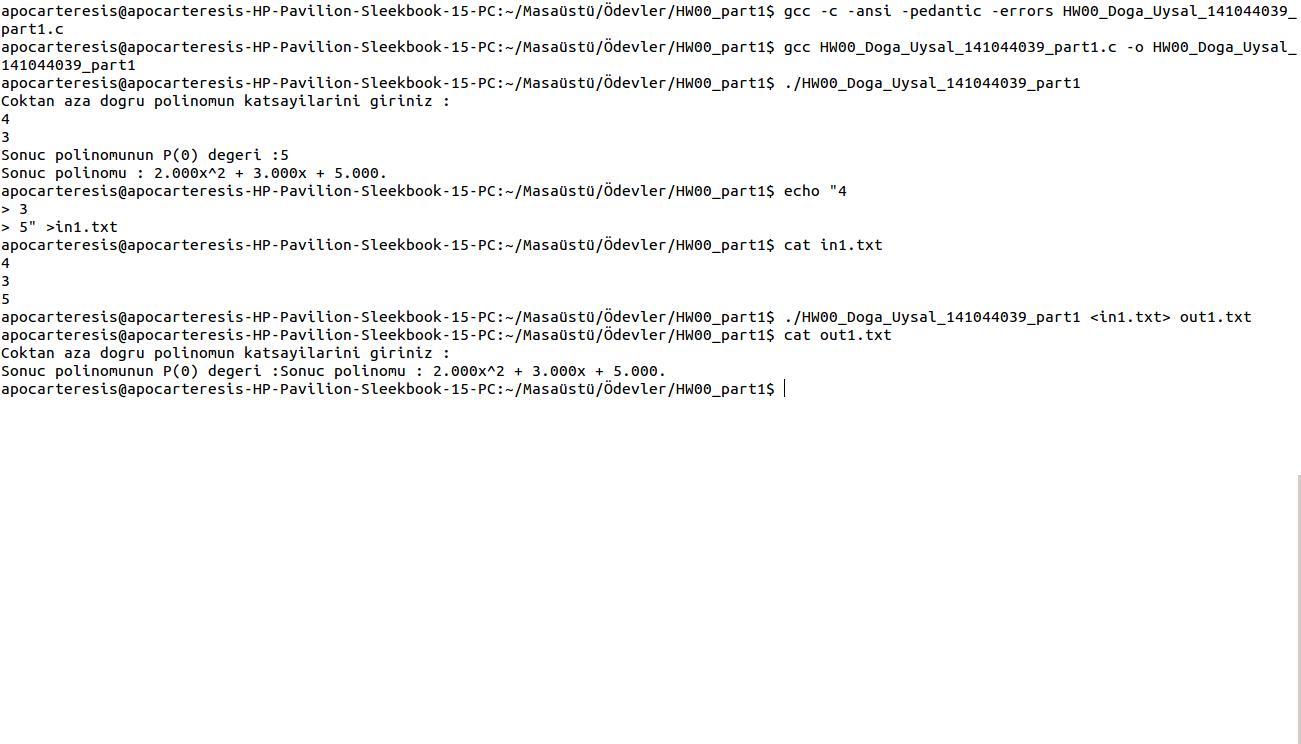 apocarteresis@apocarteresis-HP-Pavilion-Sleekbook-15-PC:~/Masaüstü/Ödevler/HW00_part1$ gcc -c -ansi -pedantic -errors HW00_Doga_Uysal_141044039_
part1.c
apocarteresis@apocarteresis-HP-Pavilion-Sleekbook-15-PC:~/Masaüstü/Ödevler/HW00_part1$ gcc HW00_Doga_Uysal_141044039_part1.c -o HW00_Doga_Uysal_
141044039_part1
apocarteresis@apocarteresis-HP-Pavilion-Sleekbook-15-PC:~/Masaüstü/Ödevler/HW00_part1$ ./HW00_Doga_Uysal_141044039_part1
Coktan aza dogru polinomun katsayilarini giriniz :
4
3
Sonuc polinomunun P(0) degeri :5
Sonuc polinomu : 2.000x^2 + 3.000x + 5.000.
apocarteresis@apocarteresis-HP-Pavilion-Sleekbook-15-PC:~/Masaüstü/Ödevler/HW00_part1$ echo "4
> 3
> 5" >in1.txt
apocarteresis@apocarteresis-HP-Pavilion-Sleekbook-15-PC:~/Masaüstü/Ödevler/HW00_part1$ cat in1.txt
4
3
5
apocarteresis@apocarteresis-HP-Pavilion-Sleekbook-15-PC:~/Masaüstü/Ödevler/HW00_part1$ ./HW00_Doga_Uysal_141044039_part1 <in1.txt> out1.txt
apocarteresis@apocarteresis-HP-Pavilion-Sleekbook-15-PC:~/Masaüstü/Ödevler/HW00_part1$ cat out1.txt
Coktan aza dogru polinomun katsayilarini giriniz :
Sonuc polinomunun P(0) degeri :Sonuc polinomu : 2.000x^2 + 3.000x + 5.000.
apocarteresis@apocarteresis-HP-Pavilion-Sleekbook-15-PC:~/Masaüstü/Ödevler/HW00_part1$